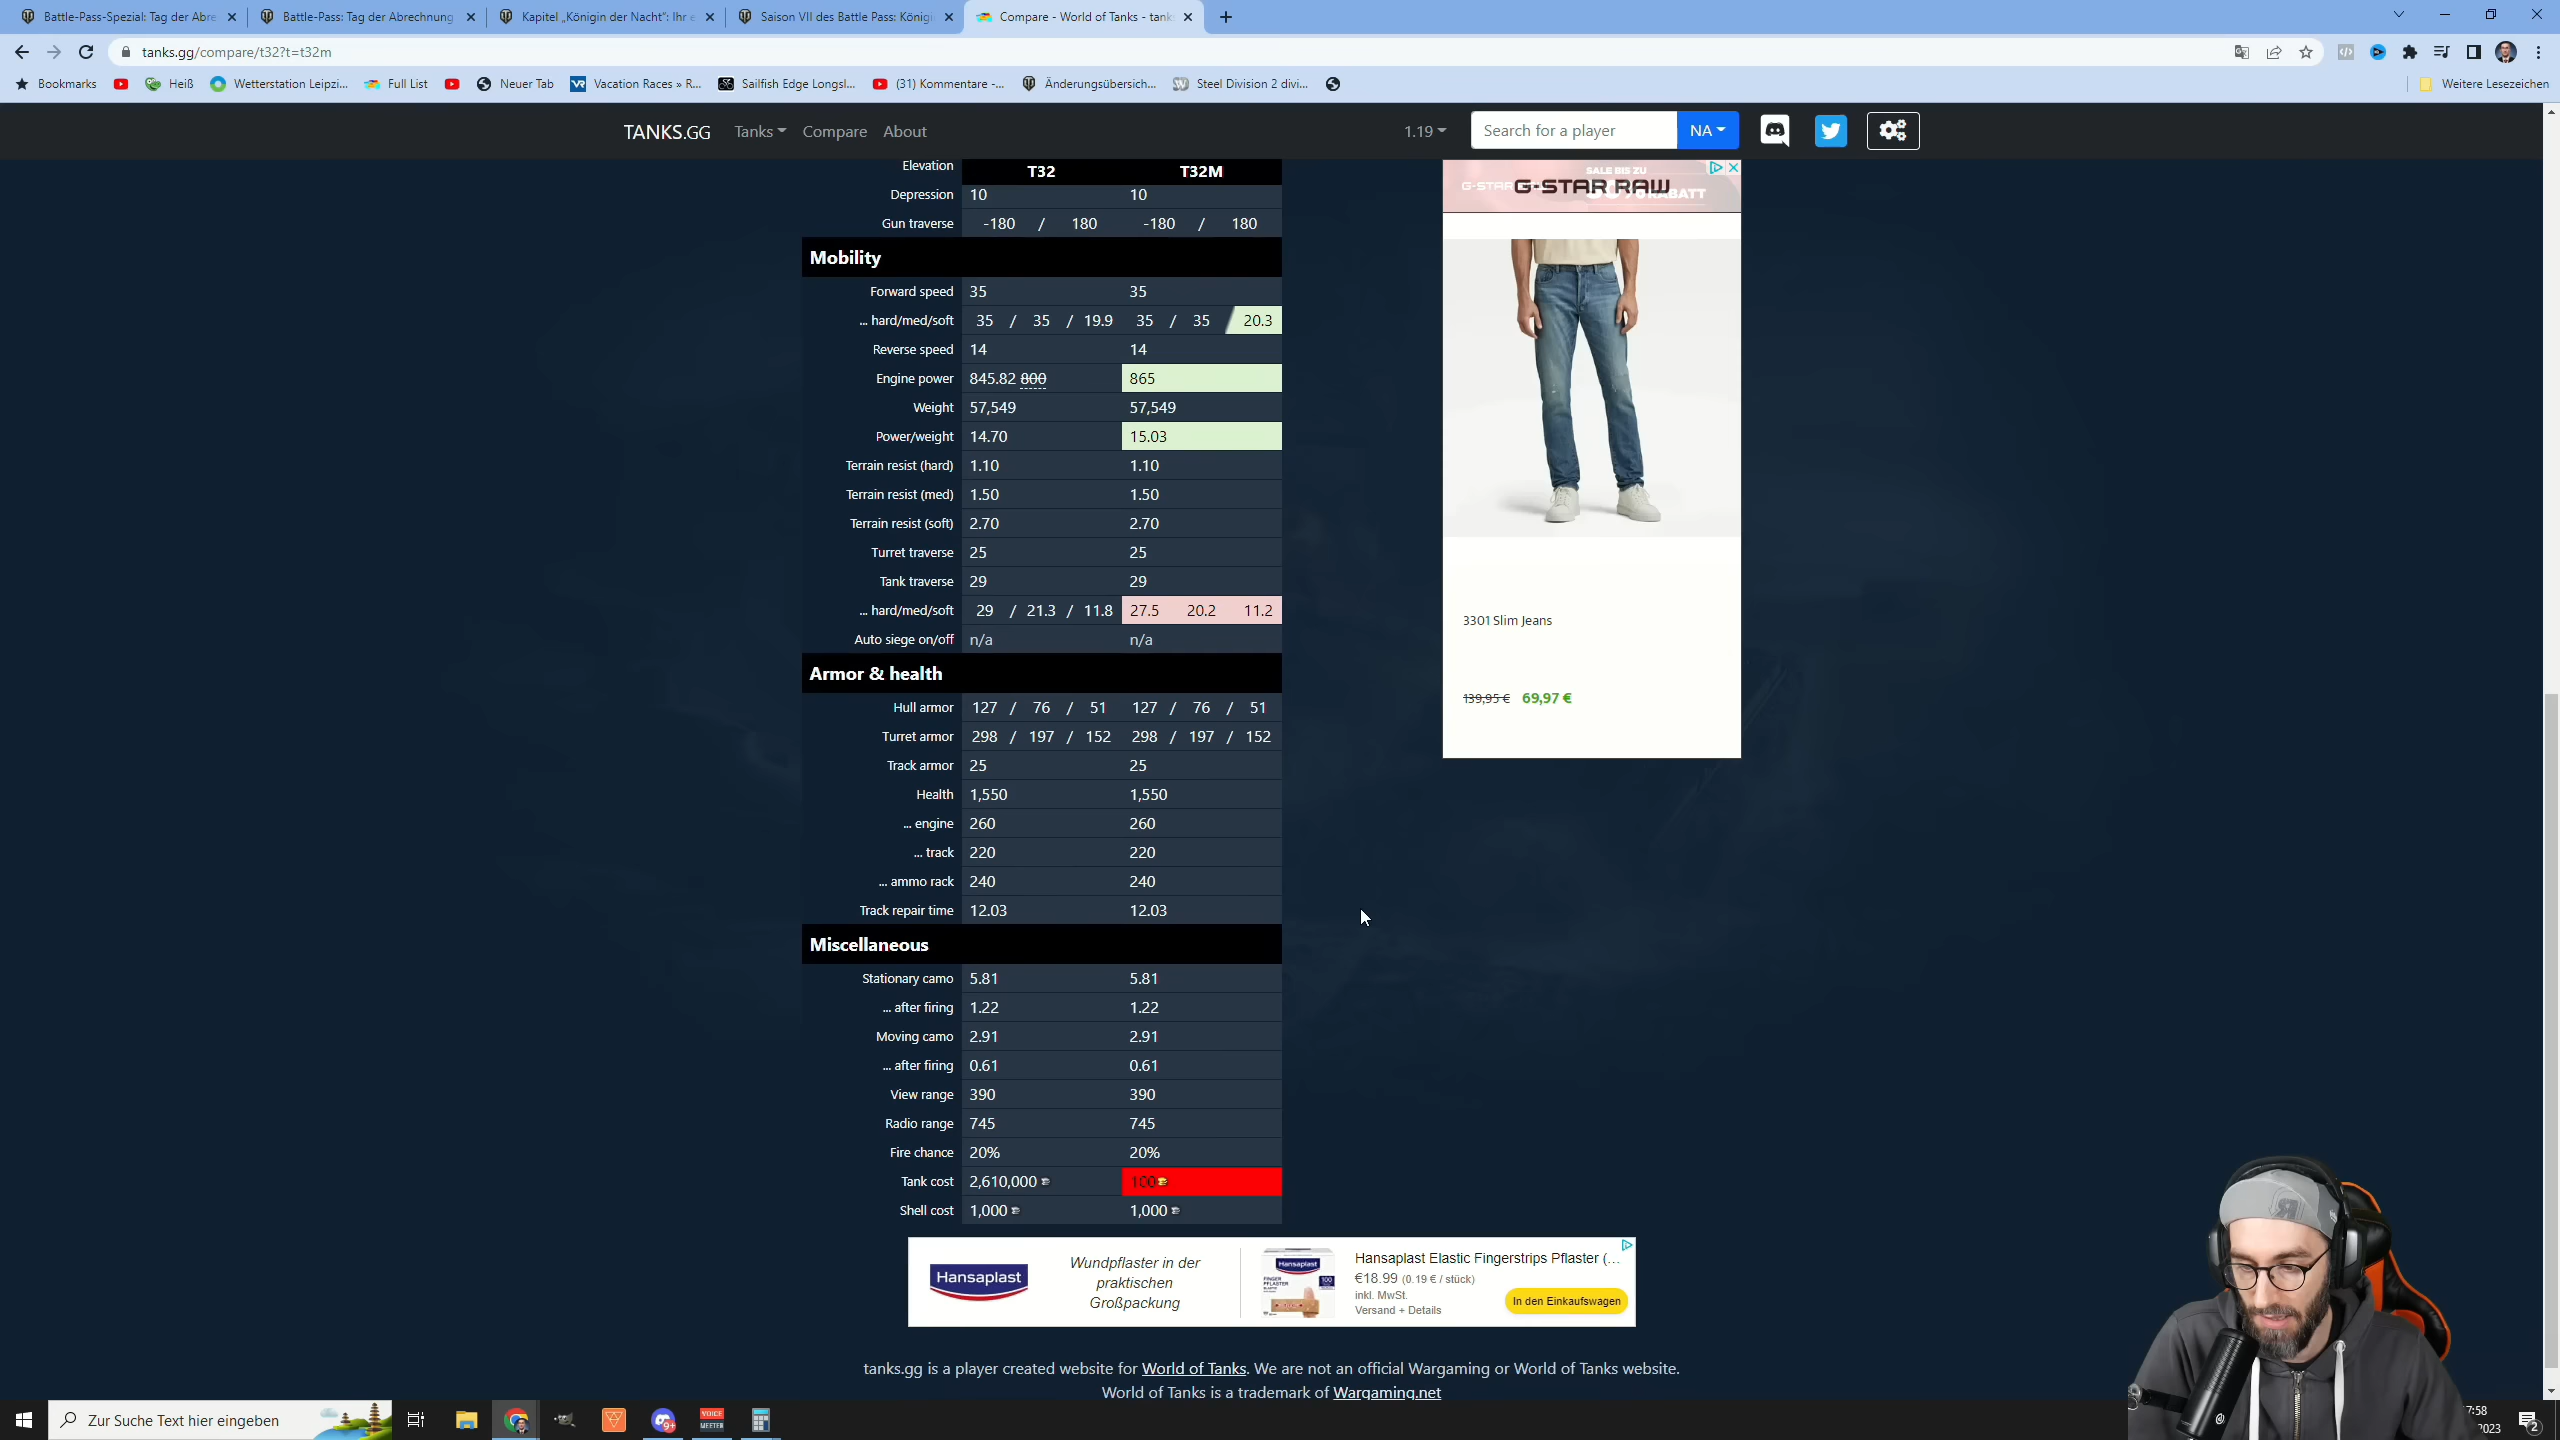 Battle-Pass-Spezial: Tag der Abre
Battle-Pass: Tag der Abrechnung
Kapitel „Königin der Nacht": Ihr e
Saison VII des Battle Pass: Königi
Compare - World of Tanks - tank
tanks.gg/compare/t32?t=t32m
Bookmarks
Heiß
Wetterstation Leipzi...
Full List
Neuer Tab
Vacation Races » R...
Sailfish Edge Longsl...
(31) Kommentare -...
Änderungsübersich...
Steel Division 2 divi...
Weitere Lesezeichen
TANKS.GG
Tanks
Compare
About
1.19
Search for a player
NA
T32 T32M
Elevation
Depression 10 10
Gun traverse -180 / 180 -180 / 180
Mobility
Forward speed 35 35
... hard/med/soft 35 / 35 / 19.9 35 / 35 20.3
Reverse speed 14 14
Engine power 845.82 800 865
Weight 57,549 57,549
Power/weight 14.70 15.03
Terrain resist (hard) 1.10 1.10
Terrain resist (med) 1.50 1.50
Terrain resist (soft) 2.70 2.70
Turret traverse 25 25
Tank traverse 29 29
... hard/med/soft 29 / 21.3 / 11.8 27.5 20.2 11.2
Auto siege on/off n/a n/a
Armor & health
Hull armor 127 / 76 / 51 127 / 76 / 51
Turret armor 298 / 197 / 152 298 / 197 / 152
Track armor 25 25
Health 1,550 1,550
... engine 260 260
... track 220 220
... ammo rack 240 240
Track repair time 12.03 12.03
Miscellaneous
Stationary camo 5.81 5.81
... after firing 1.22 1.22
Moving camo 2.91 2.91
... after firing 0.61 0.61
View range 390 390
Radio range 745 745
Fire chance 20% 20%
Tank cost 2,610,000 100
Shell cost 1,000 1,000
SALE BIS ZU
G-STAR RAW
RABATT
3301 Slim Jeans
139,95 € 69,97 €
Hansaplast
Wundpflaster in der
praktischen
Großpackung
Hansaplast Elastic Fingerstrips Pflaster (...
€18.99 (0.19 € / stück)
inkl. MwSt.
Versand + Details
In den Einkaufswagen
tanks.gg is a player created website for World of Tanks. We are not an official Wargaming or World of Tanks website.
World of Tanks is a trademark of Wargaming.net
Zur Suche Text hier eingeben
9+
VOICE
MEETER
7:58
2023
2